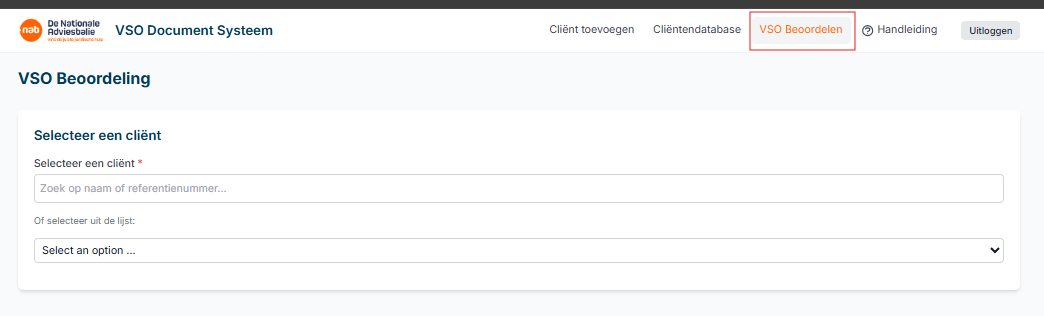 nab De Nationale Adviesbalie
VSO Document Systeem
Cliënt toevoegen
Cliëntendatabase
VSO Beoordelen
Handleiding
Uitloggen
VSO Beoordeling
Selecteer een cliënt
Selecteer een cliënt *
Zoek op naam of referentienummer...
Of selecteer uit de lijst:
Select an option ...